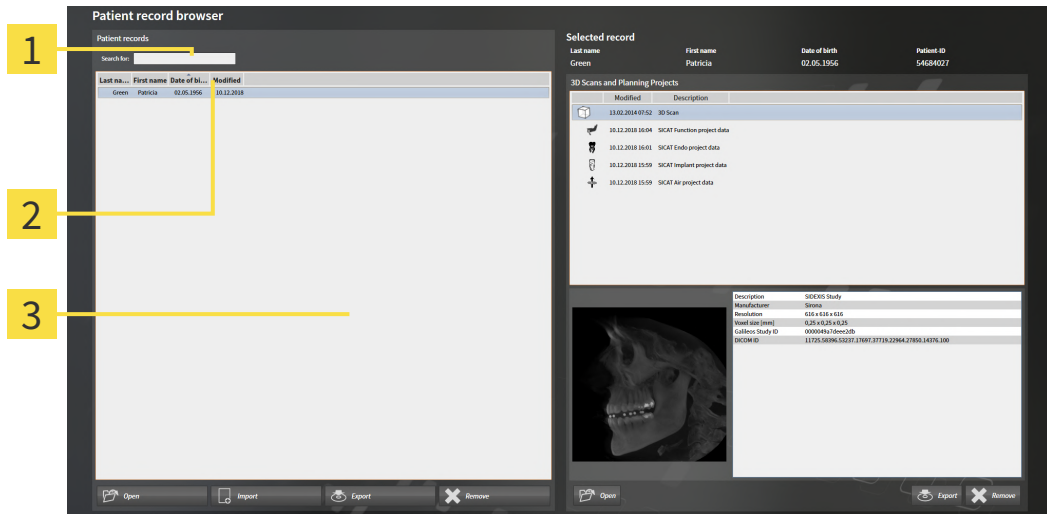 Patient record browser
1
Patient records
Search for:
Last na... First name Date of bi... Modified
Green Patricia 02.05.1956 10.12.2018
2
3
Open Import Export Remove
Selected record
Last name First name Date of birth Patient-ID
Green Patricia 02.05.1956 54684027
3D Scans and Planning Projects
Modified Description
13.02.2014 07:52 3D Scan
10.12.2018 16:04 SICAT Function project data
10.12.2018 16:01 SICAT Endo project data
10.12.2018 15:59 SICAT Implant project data
10.12.2018 15:59 SICAT Air project data
Description SIDEXIS Study
Manufacturer Sirona
Resolution 616 x 616 x 616
Voxel size [mm] 0,25 x 0,25 x 0,25
Galileos Study ID 0000049a7deee2db
DICOM ID 11725.58396.53237.17697.37719.22964.27850.14376.100
Open Export Remove